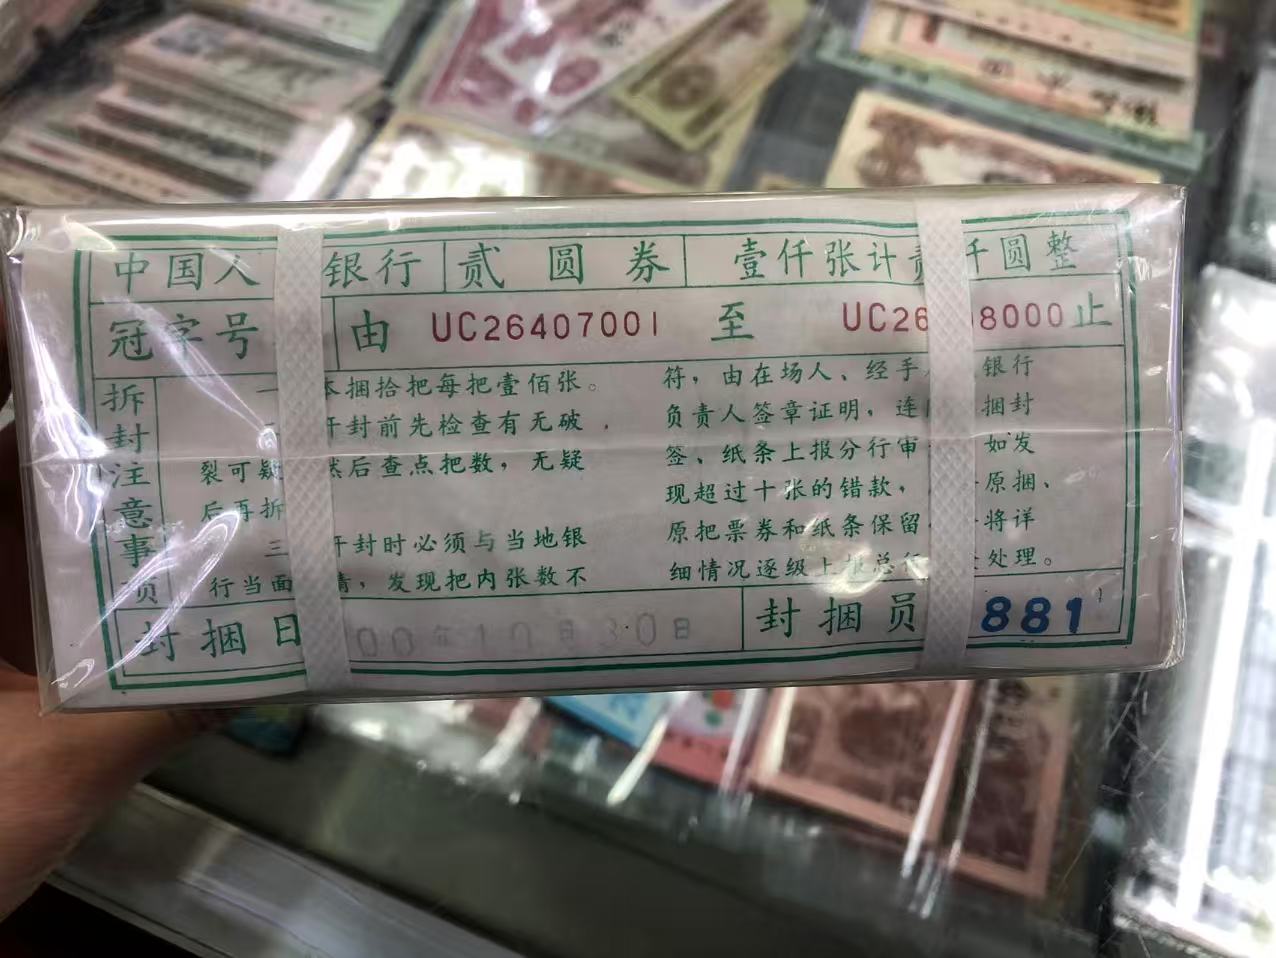 中国人 银行 贰圆券 壹仟张计贰仟圆整
冠字号 由 UC26407001 至 UC26 8000 止
拆封注意事项
一 本捆拾把每把壹佰张。
开封前先检查有无破
裂可疑 然后查点把数，无疑
后再拆
三 开封时必须与当地银
行当面 清，发现把内张数不
符，由在场人、经手 银行
负责人签章证明，连 捆封
签、纸条上报分行审 如发
现超过十张的错款， 原捆、
原把票券和纸条保留 将详
细情况逐级上报总 处理。
封捆日 00年10月30日 封捆员 881